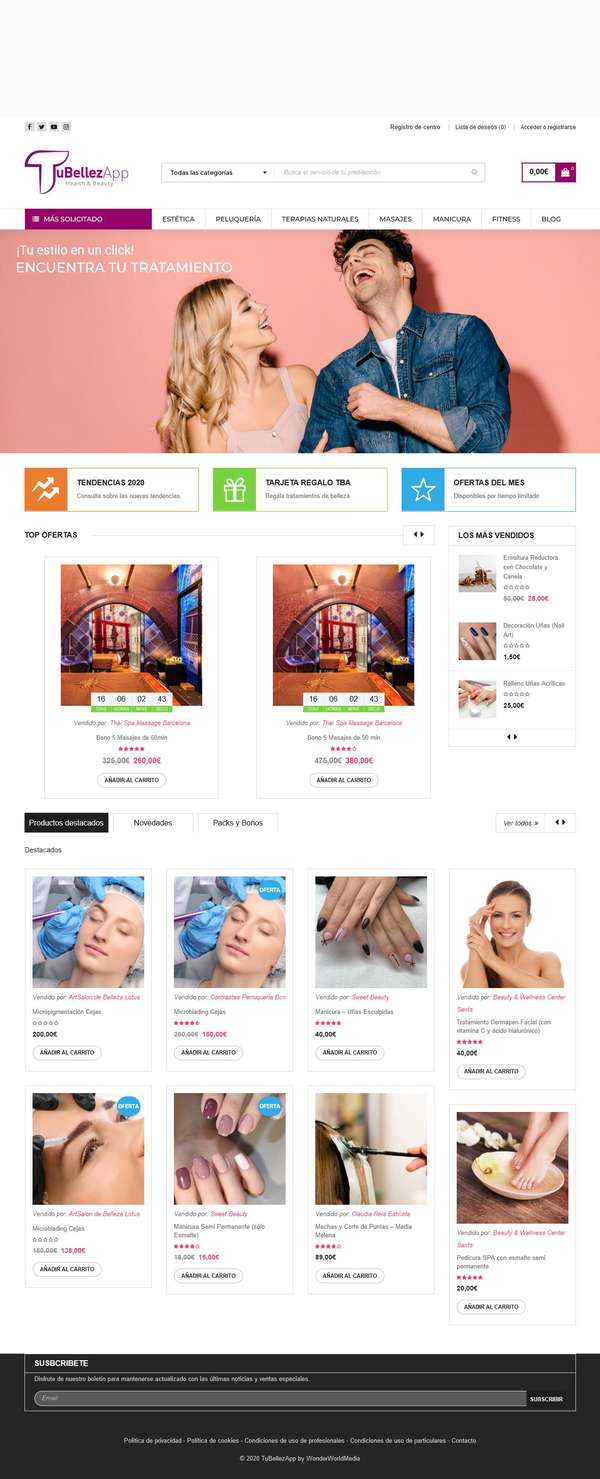 Registro de centro
Lista de deseos (0)
Acceder o registrarse
TuBellezApp
Health & Beauty
Todas las categorías
Busca el servicio de tu predilección
0,00€
0
MÁS SOLICITADO
ESTÉTICA
PELUQUERÍA
TERAPIAS NATURALES
MASAJES
MANICURA
FITNESS
BLOG
¡Tu estilo en un click!
ENCUENTRA TU TRATAMIENTO
TENDENCIAS 2020
Consulta sobre las nuevas tendencias
TARJETA REGALO TBA
Regala tratamientos de belleza
OFERTAS DEL MES
Disponibles por tiempo limitado
TOP OFERTAS
16 06 02 43
DÍAS HORAS MINS SECS
Vendido por: Thai Spa Massage Barcelona
Bono 5 Masajes de 60min
325,00€ 260,00€
AÑADIR AL CARRITO
16 06 02 43
DÍAS HORAS MINS SECS
Vendido por: Thai Spa Massage Barcelona
Bono 5 Masajes de 90 min
475,00€ 380,00€
AÑADIR AL CARRITO
LOS MÁS VENDIDOS
Envoltura Reductora
con Chocolate y
Canela
50,00€ 28,00€
Decoración Uñas (Nail
Art)
1,50€
Relleno Uñas Acrílicas
25,00€
Productos destacados
Novedades
Packs y Bonos
Ver todos »
Destacados
Vendido por: ArtSalon de Belleza Lotus
Micropigmentación Cejas
200,00€
AÑADIR AL CARRITO
OFERTA
Vendido por: Contrastes Perruqueria Bcn
Microblading Cejas
200,00€ 150,00€
AÑADIR AL CARRITO
Vendido por: Sweet Beauty
Manicura – Uñas Esculpidas
40,00€
AÑADIR AL CARRITO
Vendido por: Beauty & Wellness Center
Sants
Tratamiento Dermapen Facial (con
vitamina C y ácido hialurónico)
40,00€
AÑADIR AL CARRITO
OFERTA
Vendido por: ArtSalon de Belleza Lotus
Microblading Cejas
150,00€ 135,00€
AÑADIR AL CARRITO
OFERTA
Vendido por: Sweet Beauty
Manicura Semi Permanente (sólo
Esmalte)
18,00€ 15,00€
AÑADIR AL CARRITO
Vendido por: Claudia Reis Estilista
Mechas y Corte de Puntas – Media
Melena
89,00€
AÑADIR AL CARRITO
Vendido por: Beauty & Wellness Center
Sants
Pedicura SPA con esmalte semi
permanente
20,00€
AÑADIR AL CARRITO
SUSBCRIBETE
Disfrute de nuestro boletín para mantenerse actualizado con las últimas noticias y ventas especiales.
Email
SUBSCRIBIR
Política de privacidad - Política de cookies - Condiciones de uso de profesionales - Condiciones de uso de particulares - Contacto
© 2020 TuBellezApp by WonderWorldMedia